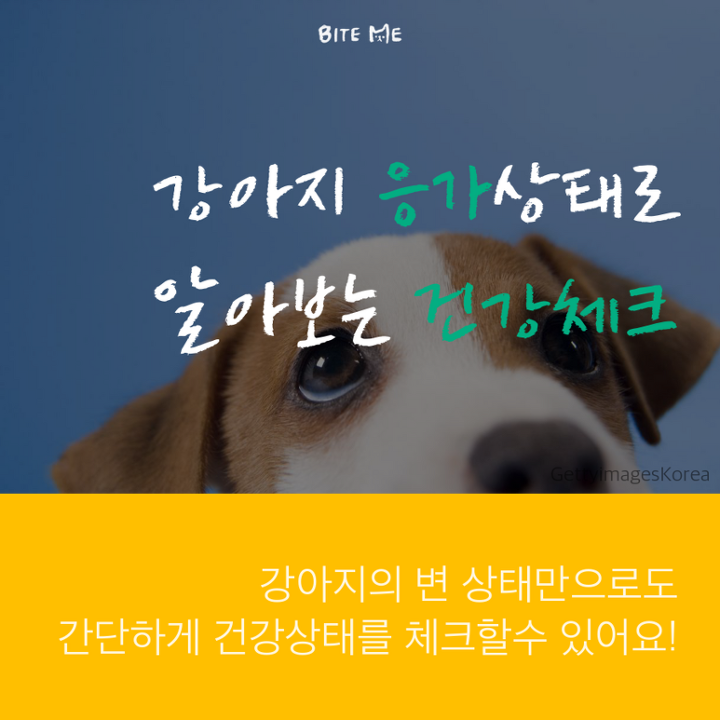 BITE ME
강아지 응가상태로
알아보는 건강체크
GettyimagesKorea
강아지의 변 상태만으로도
간단하게 건강상태를 체크할수 있어요!